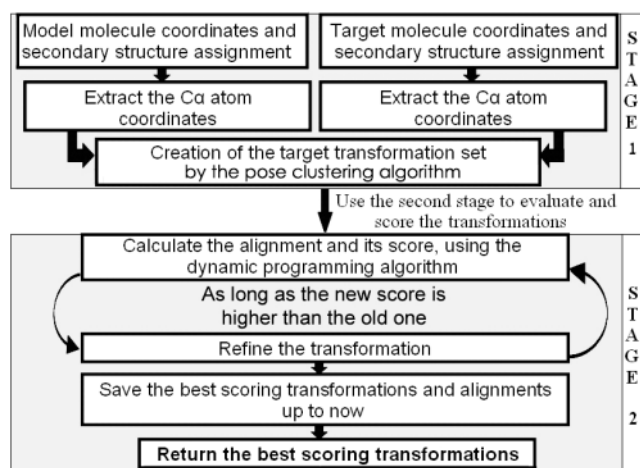 Model molecule coordinates and
secondary structure assignment
Target molecule coordinates and
secondary structure assignment
Extract the Cα atom
coordinates
Extract the Cα atom
coordinates
Creation of the target transformation set
by the pose clustering algorithm
S
T
A
G
E
1
Use the second stage to evaluate and
score the transformations
Calculate the alignment and its score, using the
dynamic programming algorithm
As long as the new score is
higher than the old one
Refine the transformation
Save the best scoring transformations and alignments
up to now
Return the best scoring transformations
S
T
A
G
E
2